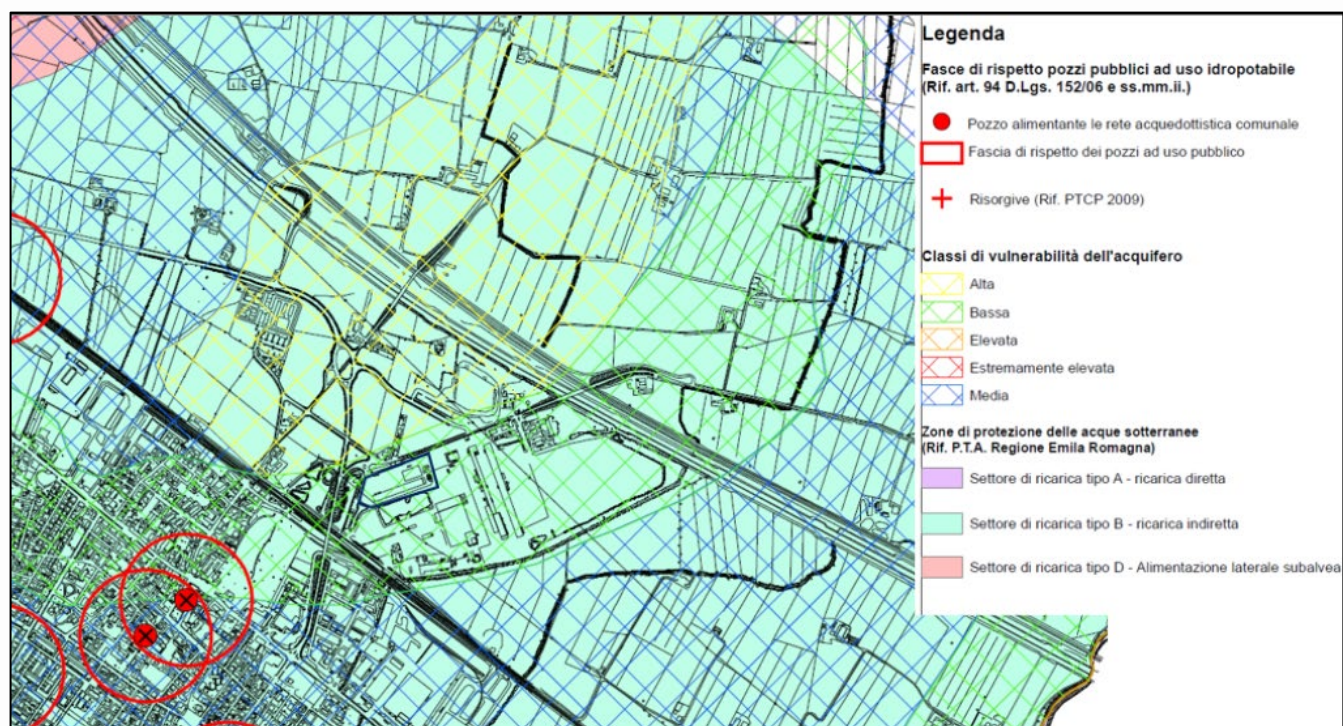 Legenda
Fasce di rispetto pozzi pubblici ad uso idropotabile
(Rif. art. 94 D.Lgs. 152/06 e ss.mm.ii.)
Pozzo alimentante le rete acquedottistica comunale
Fascia di rispetto dei pozzi ad uso pubblico
Risorgive (Rif. PTCP 2009)
Classi di vulnerabilità dell'acquifero
Alta
Bassa
Elevata
Estremamente elevata
Media
Zone di protezione delle acque sotterranee
(Rif. P.T.A. Regione Emila Romagna)
Settore di ricarica tipo A - ricarica diretta
Settore di ricarica tipo B - ricarica indiretta
Settore di ricarica tipo D - Alimentazione laterale subalvea